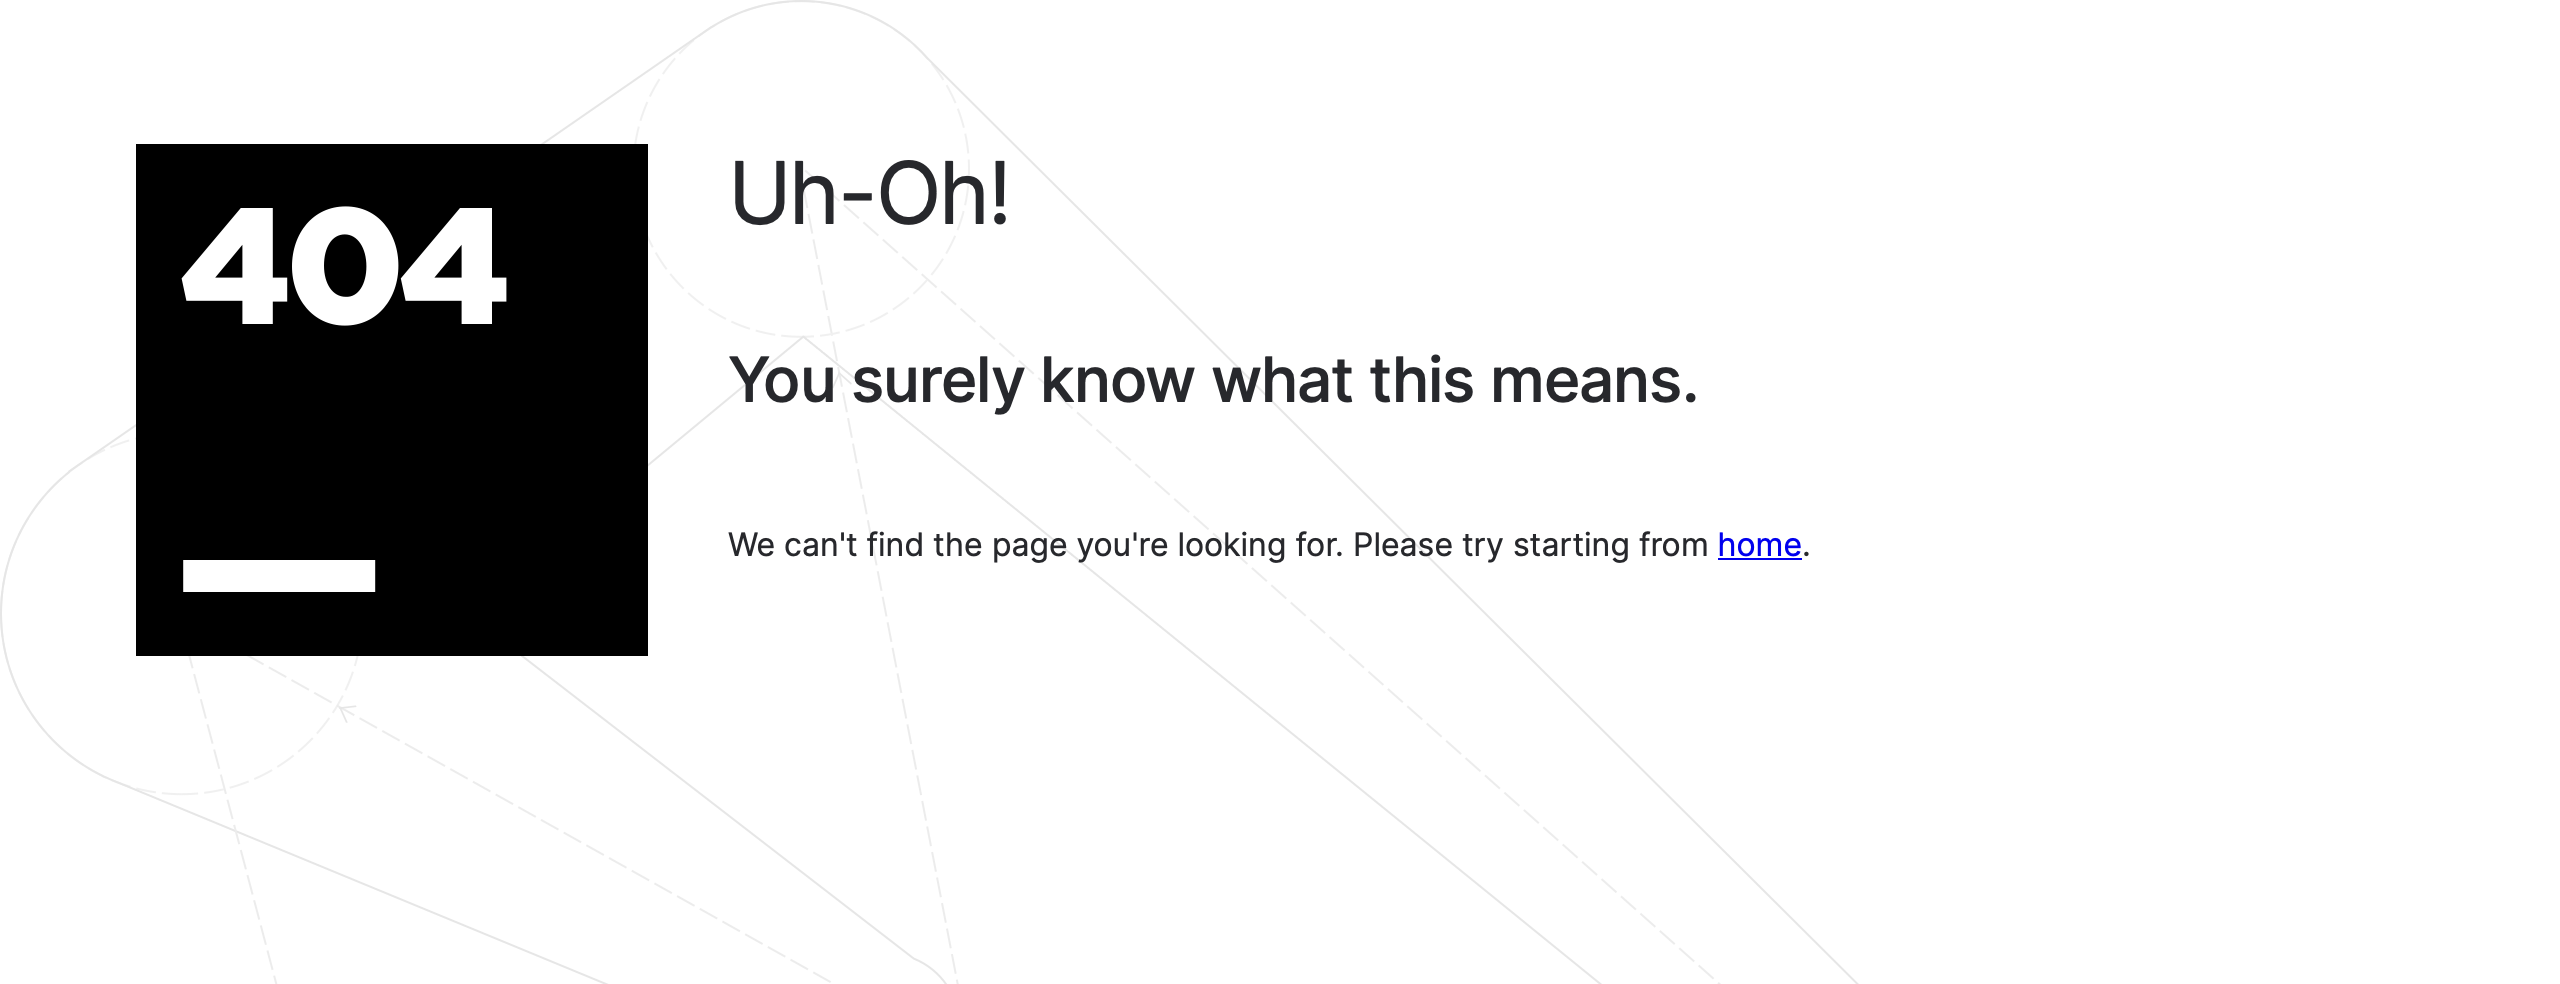 404
Uh-Oh!
You surely know what this means.
We can't find the page you're looking for. Please try starting from home.